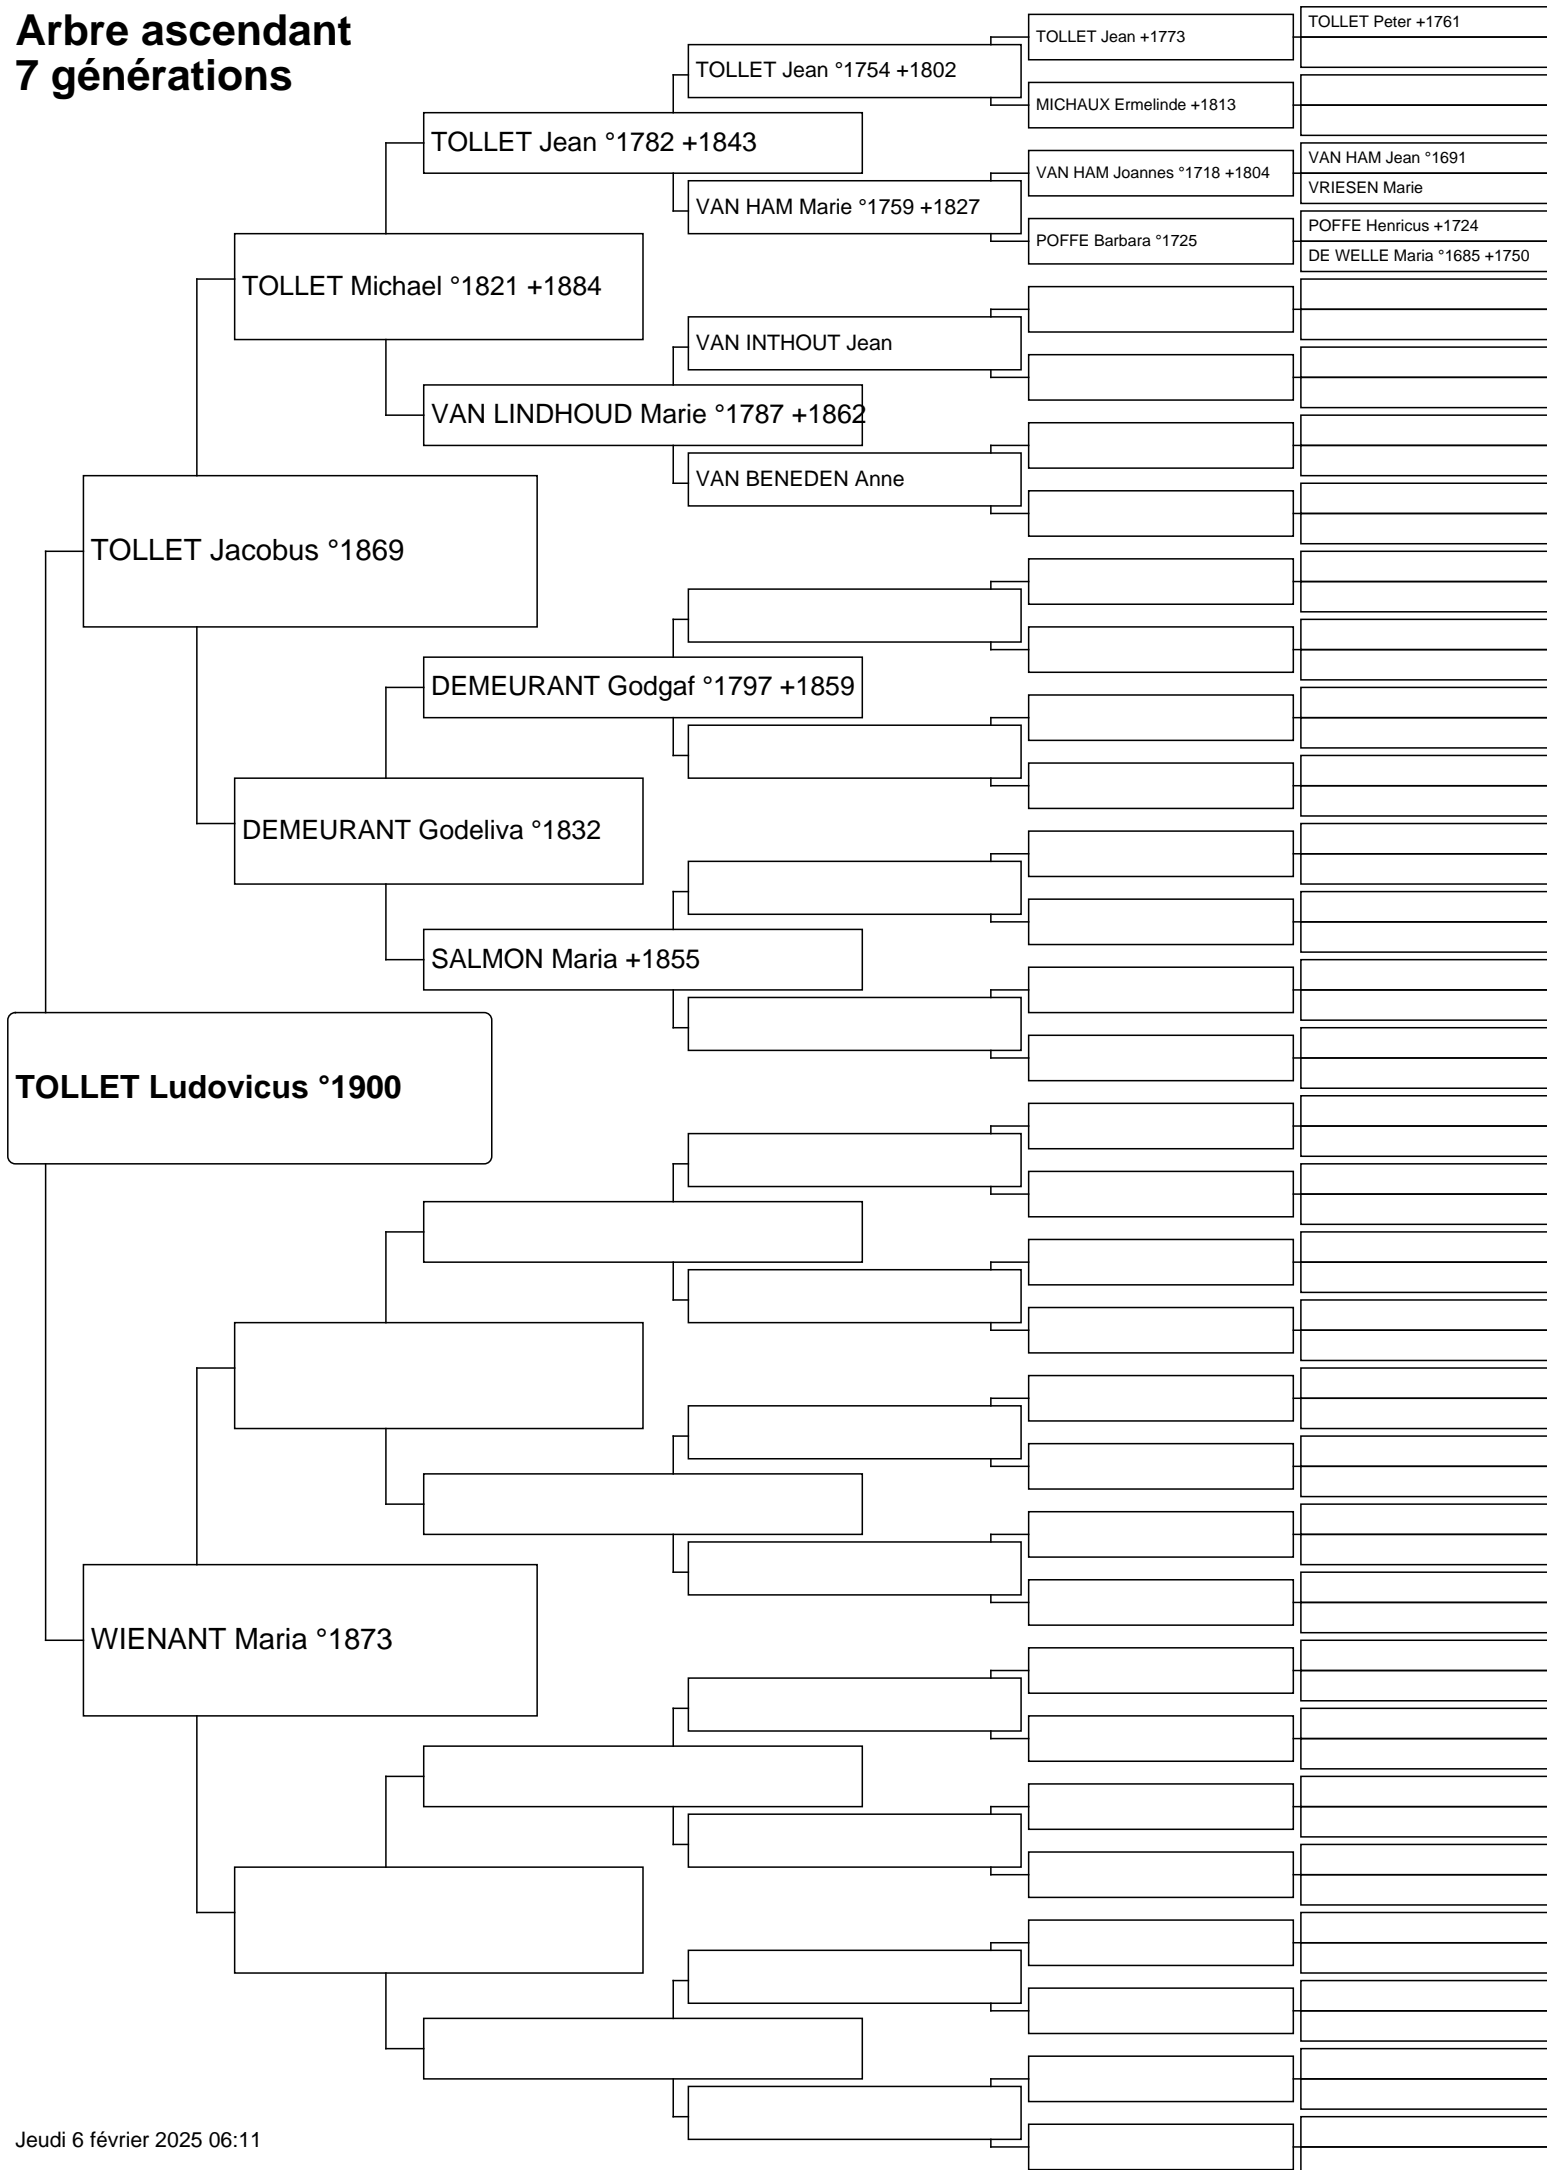 Arbre ascendant
7 générations
TOLLET Peter +1761
TOLLET Jean +1773
TOLLET Jean °1754 +1802
MICHAUX Ermelinde +1813
TOLLET Jean °1782 +1843
VAN HAM Jean °1691
VAN HAM Joannes °1718 +1804
VRIESEN Marie
VAN HAM Marie °1759 +1827
POFFE Henricus +1724
POFFE Barbara °1725
DE WELLE Maria °1685 +1750
TOLLET Michael °1821 +1884
VAN INTHOUT Jean
VAN LINDHOUD Marie °1787 +1862
VAN BENEDEN Anne
TOLLET Jacobus °1869
DEMEURANT Godgaf °1797 +1859
DEMEURANT Godeliva °1832
SALMON Maria +1855
TOLLET Ludovicus °1900
WIENANT Maria °1873
Jeudi 6 février 2025 06:11